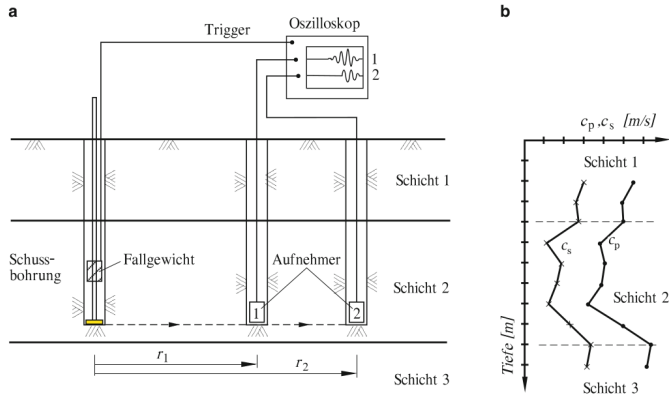 a
Trigger
Oszilloskop
1
2
Schicht 1
Schuss-
bohrung
Fallgewicht
Aufnehmer
Schicht 2
1
2
r1
r2
Schicht 3
b
cp ,cs [m/s]
Schicht 1
cs
cp
Schicht 2
Tiefe [m]
Schicht 3